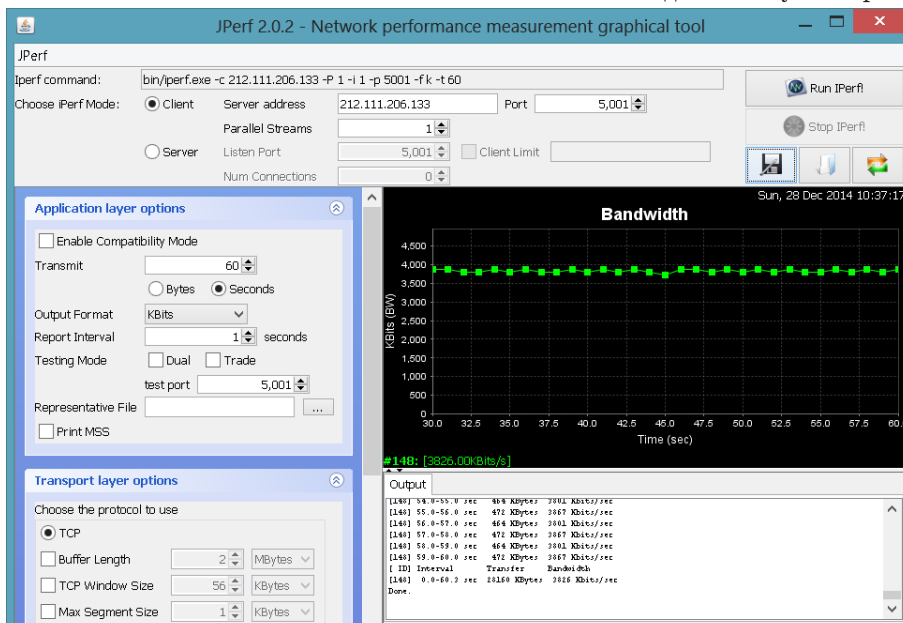 JPerf 2.0.2 - Network performance measurement graphical tool
JPerf
Iperf command: bin/iperf.exe -c 212.111.206.133 -P 1 -i 1 -p 5001 -f k -t 60
Run IPerf!
Choose iPerf Mode: Client Server address 212.111.206.133 Port 5,001
Parallel Streams 1
Stop IPerf!
Server Listen Port 5,001 Client Limit
Num Connections 0
Application layer options
Enable Compatibility Mode
Transmit 60
Bytes Seconds
Output Format KBits
Report Interval 1 seconds
Testing Mode Dual Trade
test port 5,001
Representative File ...
Print MSS
Transport layer options
Choose the protocol to use
TCP
Buffer Length 2 MBytes
TCP Window Size 56 KBytes
Max Segment Size 1 KBytes
Sun, 28 Dec 2014 10:37:17
Bandwidth
KBits (BW)
4,500
4,000
3,500
3,000
2,500
2,000
1,500
1,000
500
0
30.0 32.5 35.0 37.5 40.0 42.5 45.0 47.5 50.0 52.5 55.0 57.5 60.
Time (sec)
#148: [3826.00KBits/s]
Output
[148] 54.0-55.0 sec 464 KBytes 3801 Kbits/sec
[148] 55.0-56.0 sec 472 KBytes 3867 Kbits/sec
[148] 56.0-57.0 sec 464 KBytes 3801 Kbits/sec
[148] 57.0-58.0 sec 472 KBytes 3867 Kbits/sec
[148] 58.0-59.0 sec 464 KBytes 3801 Kbits/sec
[148] 59.0-60.0 sec 472 KBytes 3867 Kbits/sec
[ ID] Interval Transfer Bandwidth
[148] 0.0-60.3 sec 28160 KBytes 3826 Kbits/sec
Done.